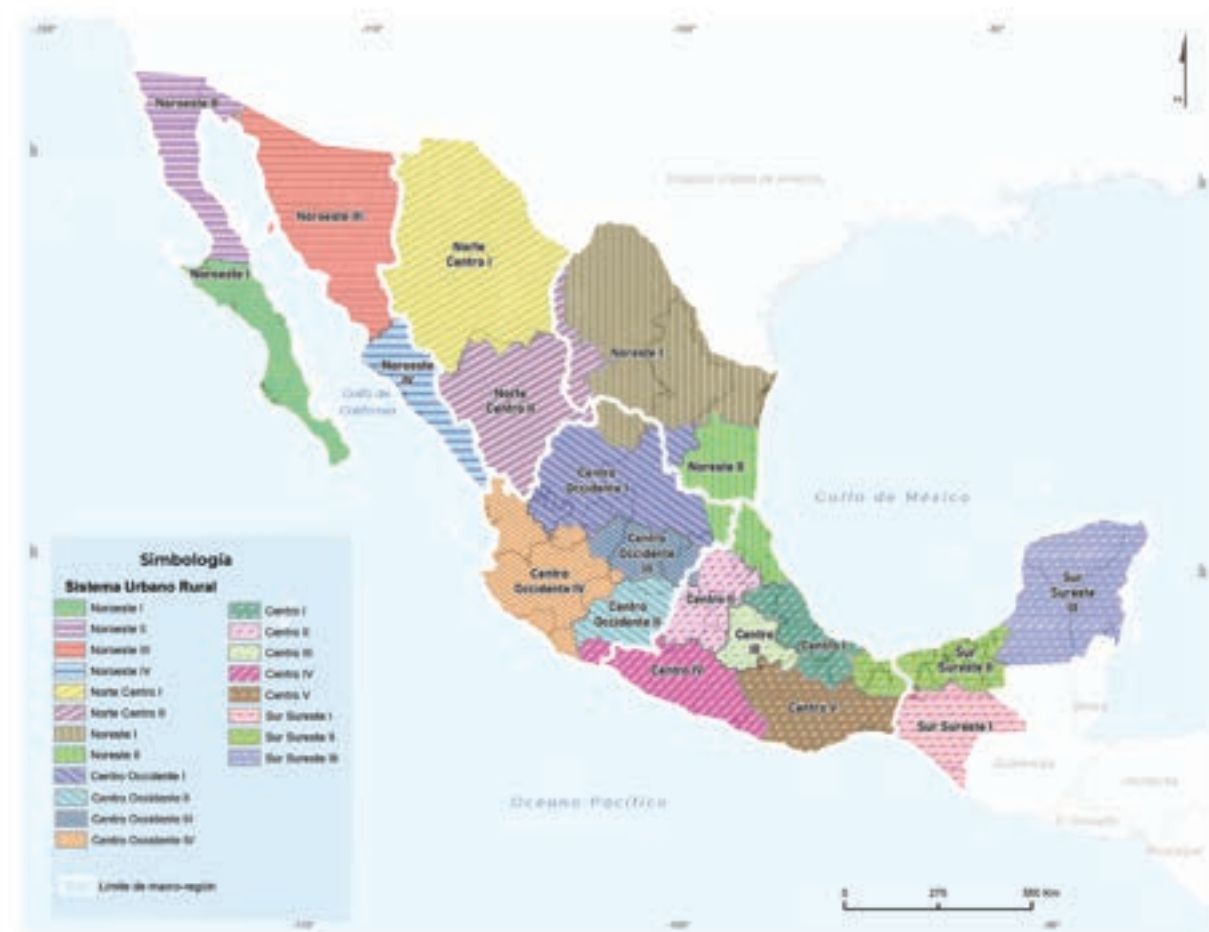 Noroeste II
Noroeste III
Noroeste I
Norte
Centro I
Noreste I
Noroeste
IV
Golfo de
California
Norte
Centro II
Noreste II
Centro
Occidente I
Golfo de México
Centro
Occidente III
Centro
Occidente IV
Centro
Occidente II
Centro II
Centro
III
Centro I
Centro IV
Centro V
Sur
Sureste III
Sur
Sureste II
Sur Sureste I
Océano Pacífico
Simbología
Sistema Urbano Rural
Noroeste I
Noroeste II
Noroeste III
Noroeste IV
Norte Centro I
Norte Centro II
Noreste I
Noreste II
Centro Occidente I
Centro Occidente II
Centro Occidente III
Centro Occidente IV
Centro I
Centro II
Centro III
Centro IV
Centro V
Sur Sureste I
Sur Sureste II
Sur Sureste III
Límite de macro-región
0 275 550 Km